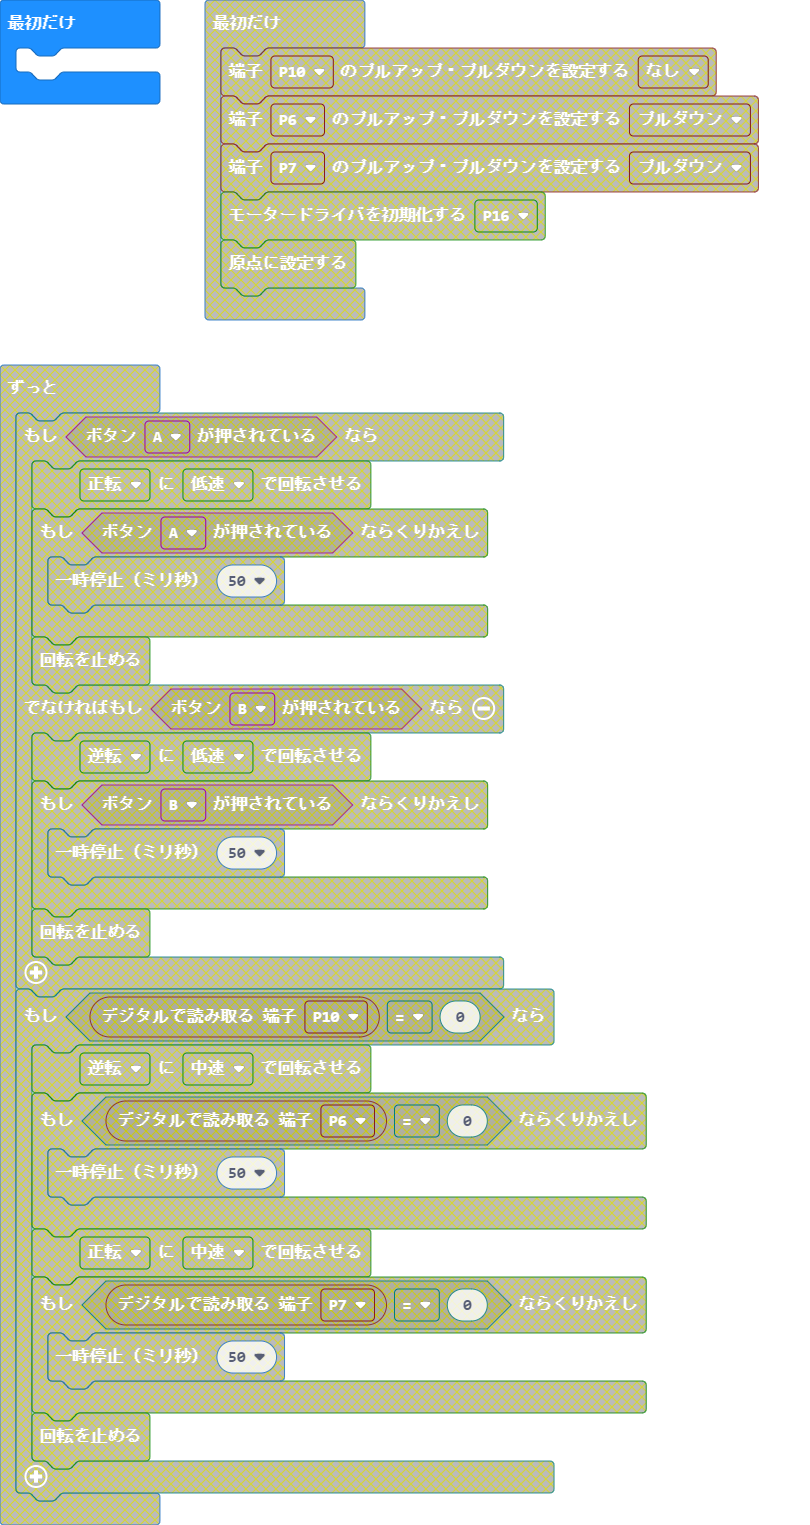 最初だけ
最初だけ
端子 P10 のプルアップ・プルダウンを設定する なし
端子 P6 のプルアップ・プルダウンを設定する プルダウン
端子 P7 のプルアップ・プルダウンを設定する プルダウン
モータードライバを初期化する P16
原点に設定する
ずっと
もし ボタン A が押されている なら
正転 に 低速 で回転させる
もし ボタン A が押されている ならくりかえし
一時停止（ミリ秒） 50
回転を止める
でなければもし ボタン B が押されている なら
逆転 に 低速 で回転させる
もし ボタン B が押されている ならくりかえし
一時停止（ミリ秒） 50
回転を止める
もし デジタルで読み取る 端子 P10 = 0 なら
逆転 に 中速 で回転させる
もし デジタルで読み取る 端子 P6 = 0 ならくりかえし
一時停止（ミリ秒） 50
正転 に 中速 で回転させる
もし デジタルで読み取る 端子 P7 = 0 ならくりかえし
一時停止（ミリ秒） 50
回転を止める